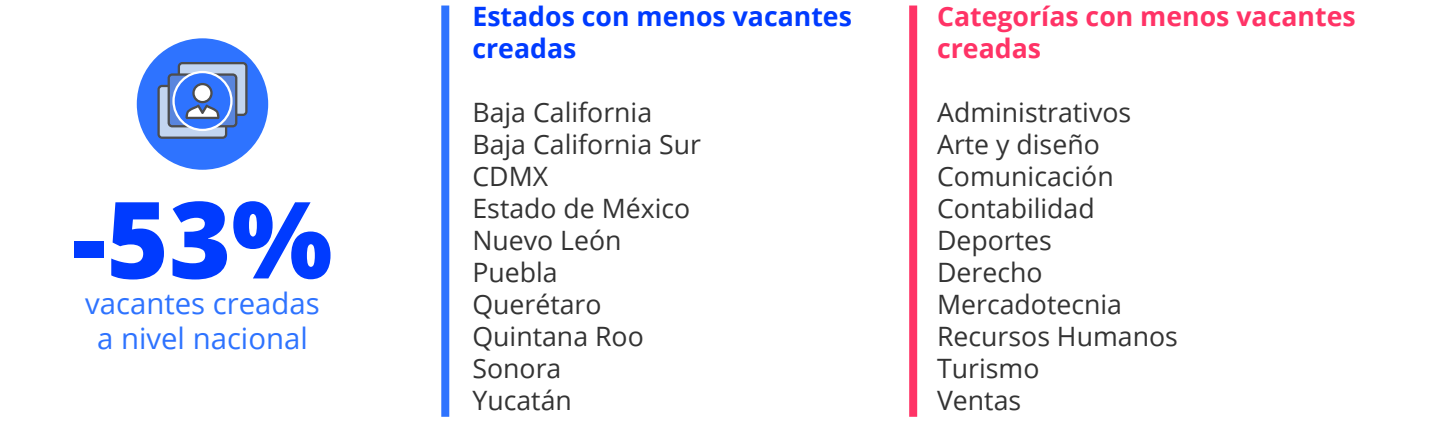 -53%
vacantes creadas
a nivel nacional
Estados con menos vacantes
creadas
Baja California
Baja California Sur
CDMX
Estado de México
Nuevo León
Puebla
Querétaro
Quintana Roo
Sonora
Yucatán
Categorías con menos vacantes
creadas
Administrativos
Arte y diseño
Comunicación
Contabilidad
Deportes
Derecho
Mercadotecnia
Recursos Humanos
Turismo
Ventas